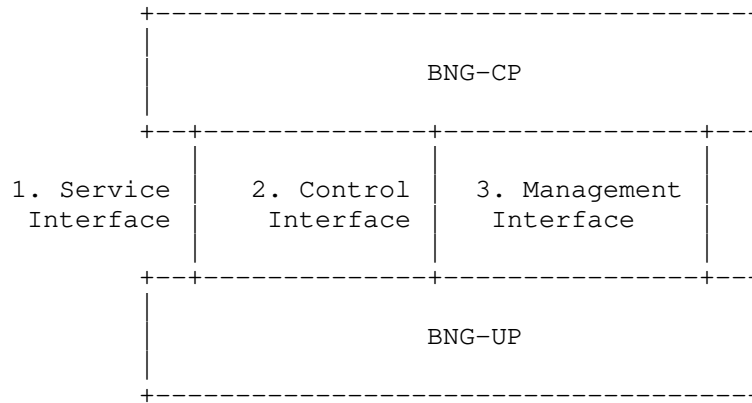 BNG-CP
1. Service 2. Control 3. Management
Interface Interface Interface
BNG-UP